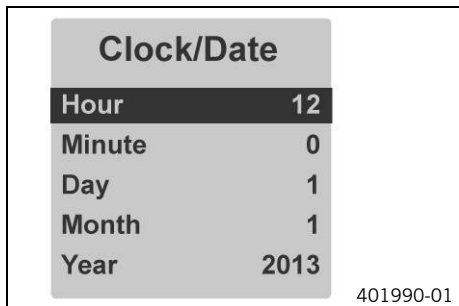 Clock/Date
Hour 12
Minute 0
Day 1
Month 1
Year 2013
401990-01